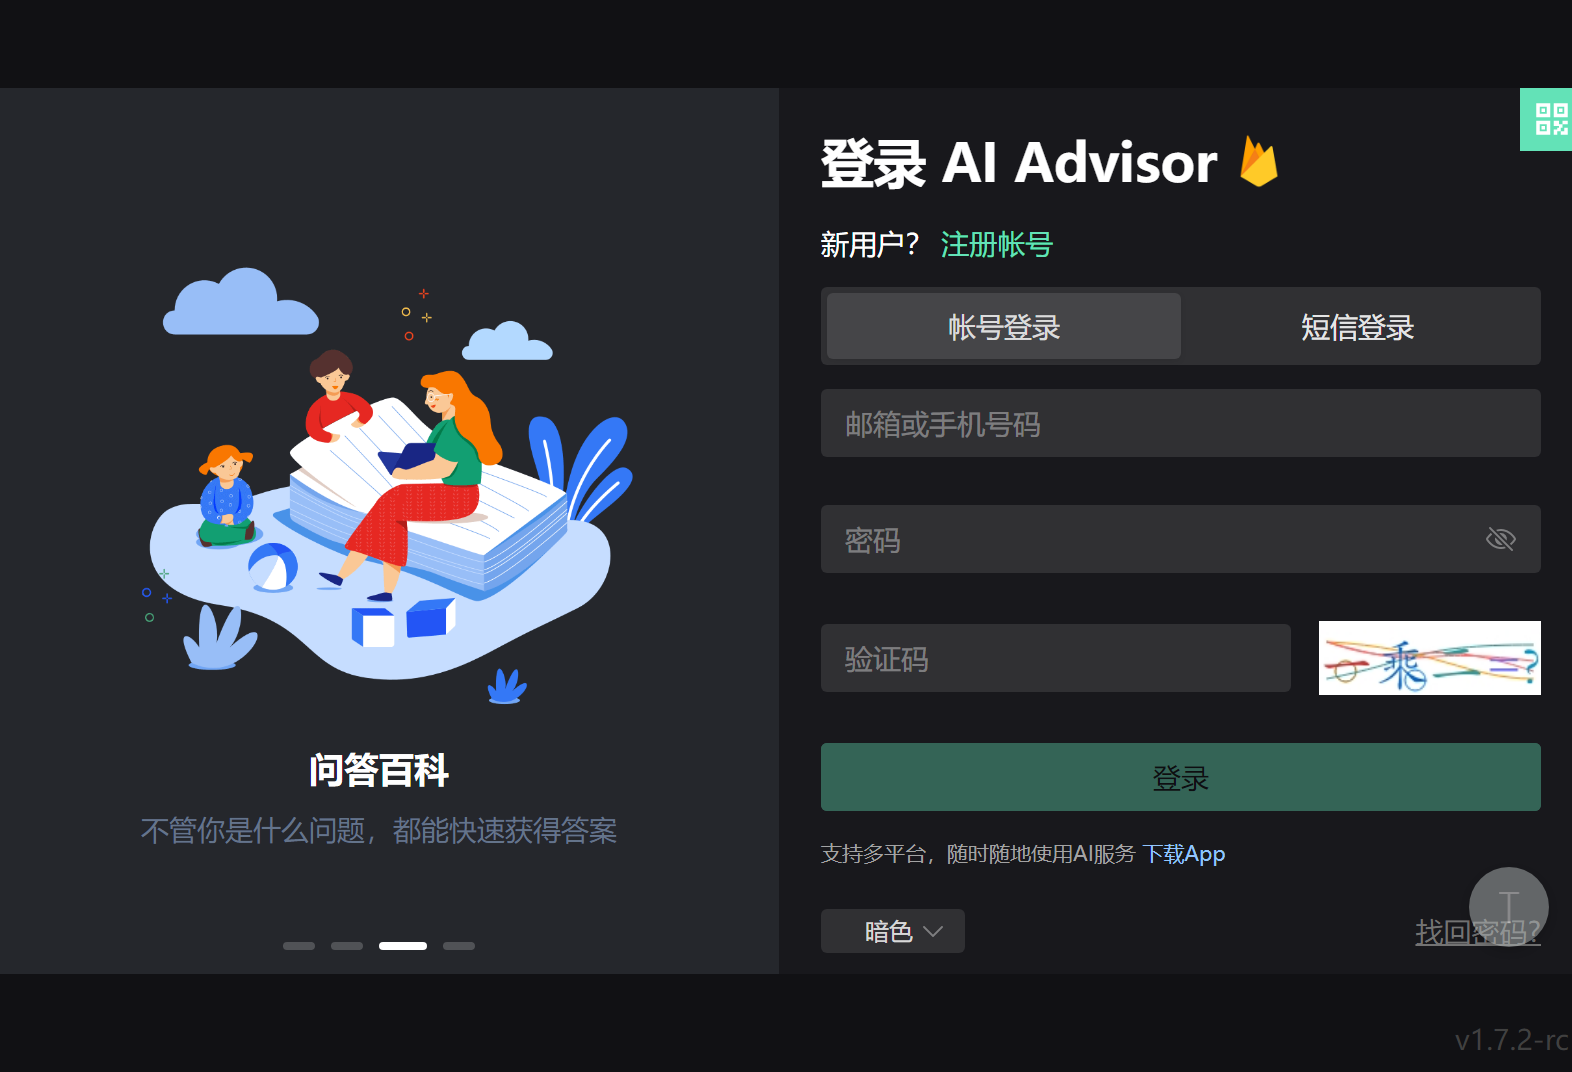 登录 AI Advisor
新用户？ 注册帐号
帐号登录 短信登录
邮箱或手机号码
密码
验证码
一乘二=?
登录
支持多平台，随时随地使用AI服务 下载App
暗色
找回密码?
问答百科
不管你是什么问题，都能快速获得答案
v1.7.2-rc